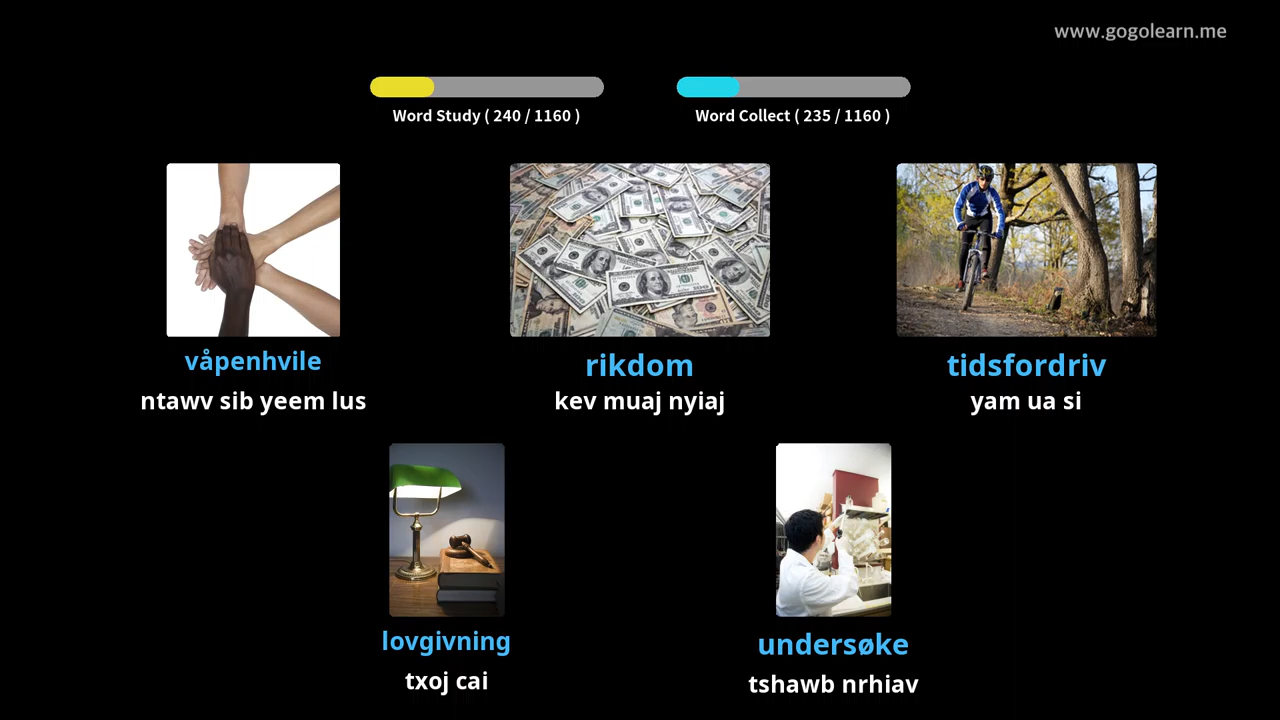 www.gogolearn.me
Word Study ( 240 / 1160 )
Word Collect ( 235 / 1160 )
våpenhvile
ntawv sib yeem lus
rikdom
kev muaj nyiaj
tidsfordriv
yam ua si
lovgivning
txoj cai
undersøke
tshawb nrhiav